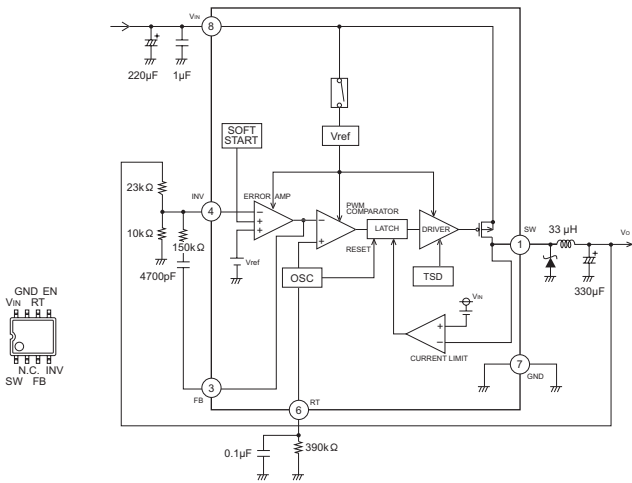 VIN
8
220μF
1μF
SOFT
START
Vref
23kΩ
INV
ERROR AMP
4
10kΩ
150kΩ
4700pF
Vref
PWM
COMPARATOR
LATCH
RESET
DRIVER
OSC
TSD
SW
1
33 μH
VO
330μF
VIN
CURRENT LIMIT
7
GND
3
FB
6
RT
0.1μF
390kΩ
GND EN
VIN RT
N.C. INV
SW FB